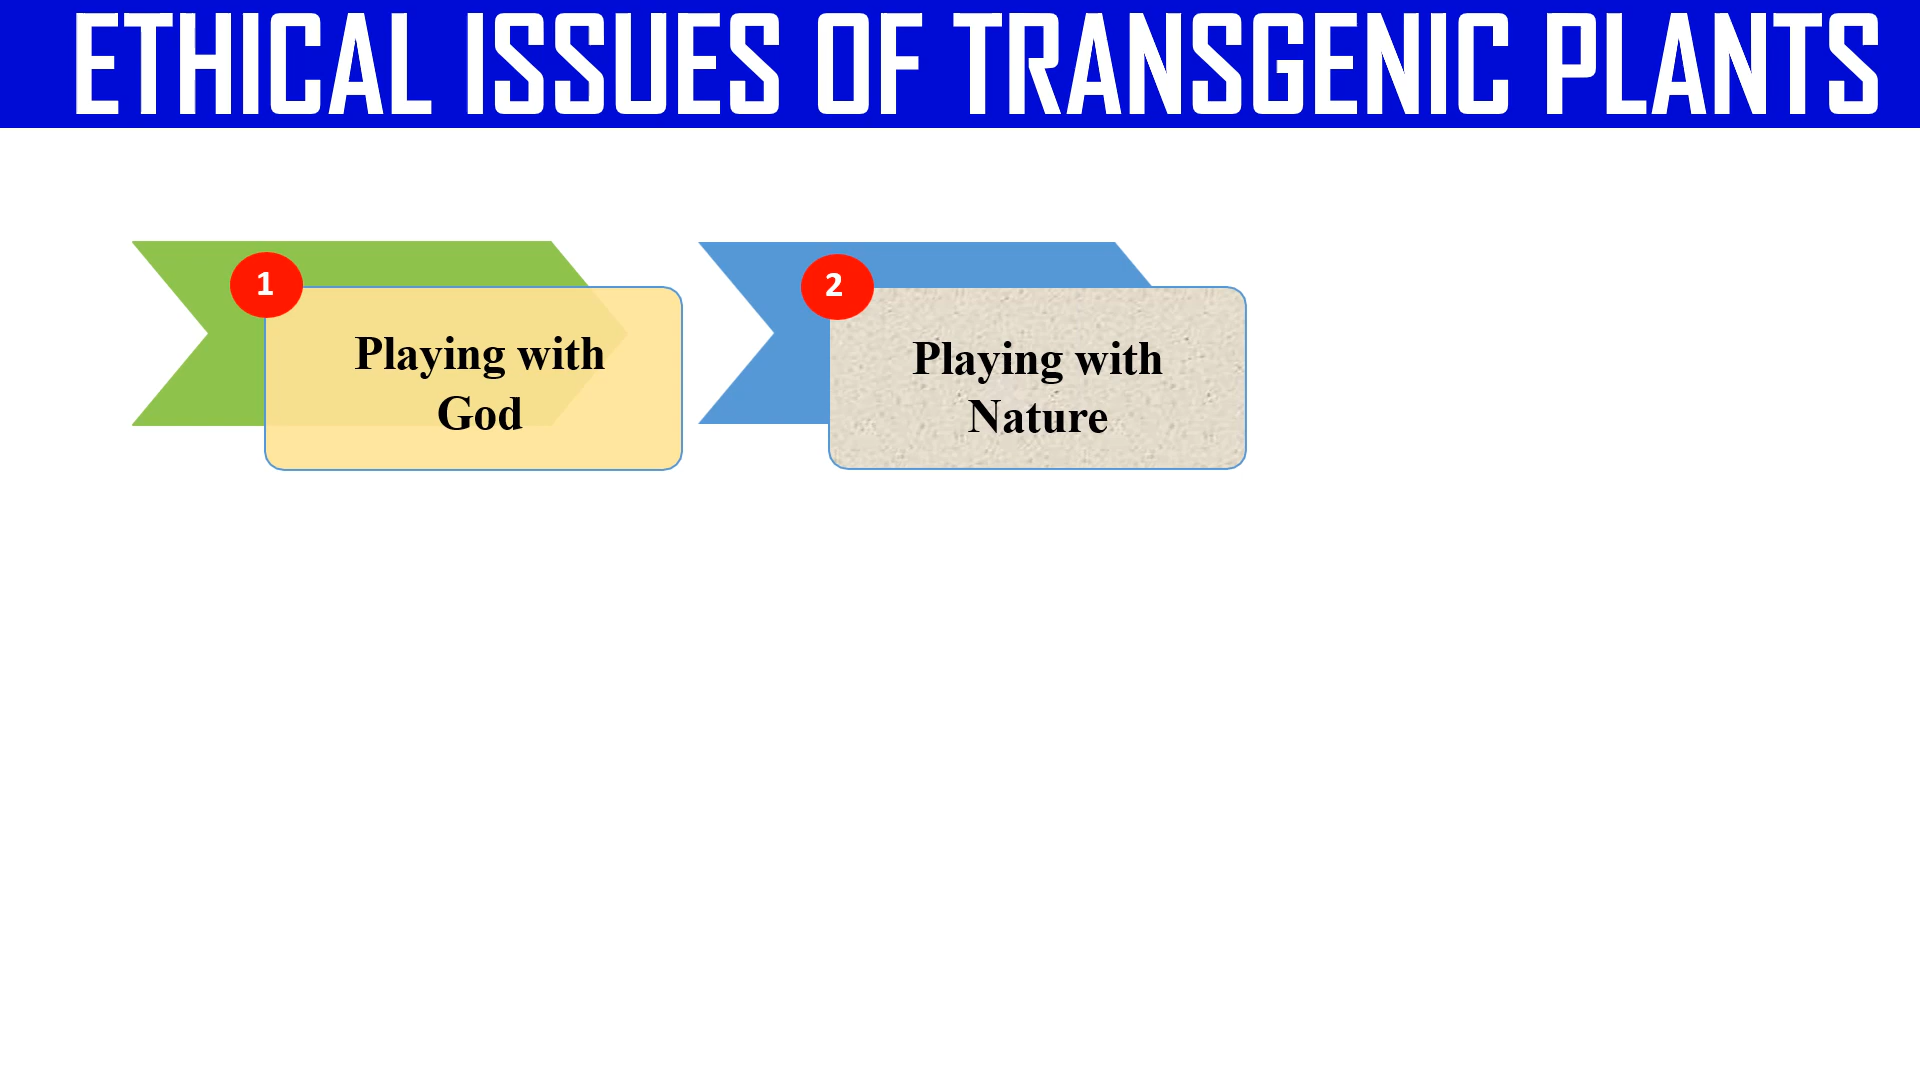 ETHICAL ISSUES OF TRANSGENIC PLANTS
1
Playing with
God
2
Playing with
Nature